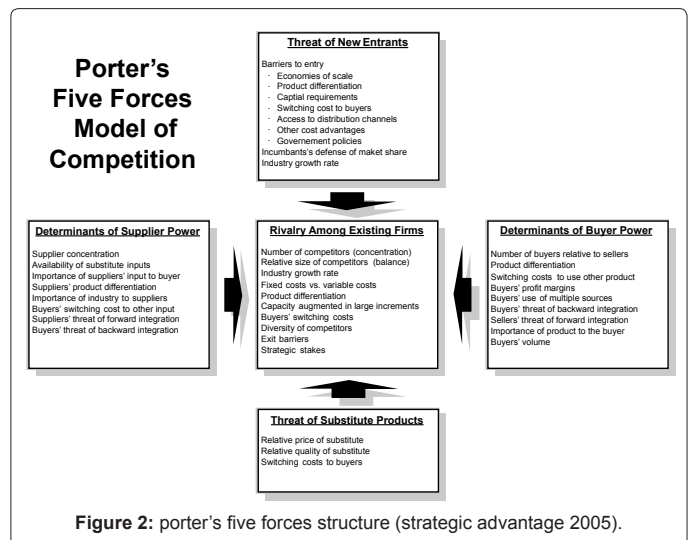 Porter's
Five Forces
Model of
Competition
Threat of New Entrants
Barriers to entry
- Economies of scale
- Product differentiation
- Captial requirements
- Switching cost to buyers
- Access to distribution channels
- Other cost advantages
- Governement policies
Incumbants's defense of maket share
Industry growth rate
Determinants of Supplier Power
Supplier concentration
Availability of substitute inputs
Importance of suppliers' input to buyer
Suppliers' product differentiation
Importance of industry to suppliers
Buyers' switching cost to other input
Suppliers' threat of forward integration
Buyers' threat of backward integration
Rivalry Among Existing Firms
Number of competitors (concentration)
Relative size of competitors (balance)
Industry growth rate
Fixed costs vs. variable costs
Product differentiation
Capacity augmented in large increments
Buyers' switching costs
Diversity of competitors
Exit barriers
Strategic stakes
Determinants of Buyer Power
Number of buyers relative to sellers
Product differentiation
Switching costs to use other product
Buyers' profit margins
Buyers' use of multiple sources
Buyers' threat of backward integration
Sellers' threat of forward integration
Importance of product to the buyer
Buyers' volume
Threat of Substitute Products
Relative price of substitute
Relative quality of substitute
Switching costs to buyers
Figure 2: porter's five forces structure (strategic advantage 2005).